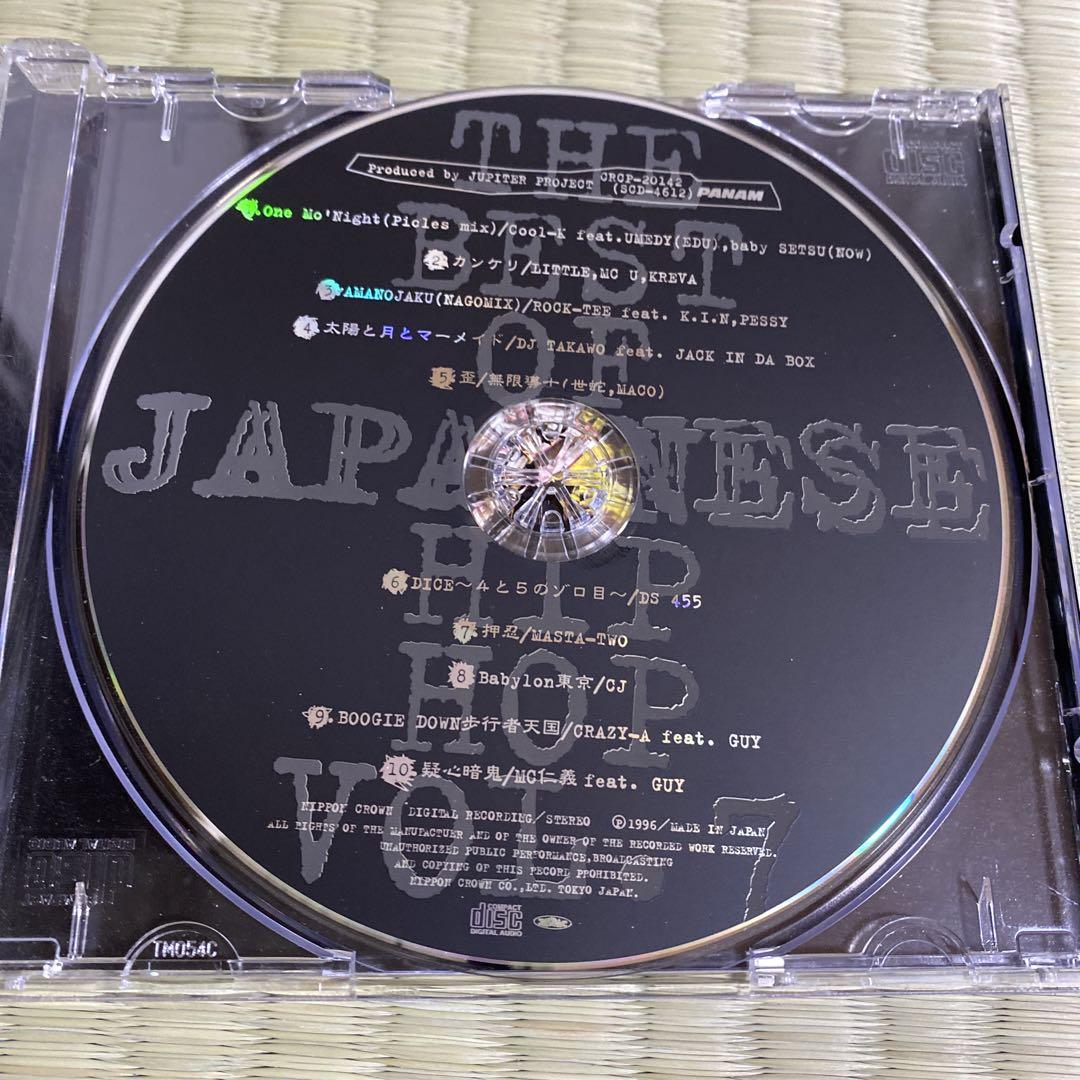 THE
BEST
OF
JAPANESE
HIP
HOP
VOL. 7
Produced by JUPITER PROJECT CRCP-20142
(SCD-4612) PANAM
1 One Mo'Night(Picles mix)/Cool-K feat.UMEDY(EDU),baby SETSU(NOW)
2 カンケリ/LITTLE,MC U,KREVA
3 AMANOJAKU(NAGOMIX)/ROCK-TEE feat. K.I.N,PESSY
4 太陽と月とマーメイド/DJ TAKAWO feat. JACK IN DA BOX
5 歪/無限導士(世蛇,MACO)
6 DICE～4と5のゾロ目～/DS 455
7 押忍/MASTA-TWO
8 Babylon東京/CJ
9 BOOGIE DOWN歩行者天国/CRAZY-A feat. GUY
10 疑心暗鬼/MC仁義 feat. GUY
NIPPON CROWN DIGITAL RECORDING/STEREO ℗1996/MADE IN JAPAN
ALL RIGHTS OF THE MANUFACTUER AND OF THE OWNER OF THE RECORDED WORK RESERVED.
UNAUTHORIZED PUBLIC PERFORMANCE,BROADCASTING
AND COPYING OF THIS RECORD PROHIBITED.
NIPPON CROWN CO.,LTD. TOKYO JAPAN.
COMPACT
disc
DIGITAL AUDIO
COMPACT
disc
DIGITAL AUDIO
TM054C